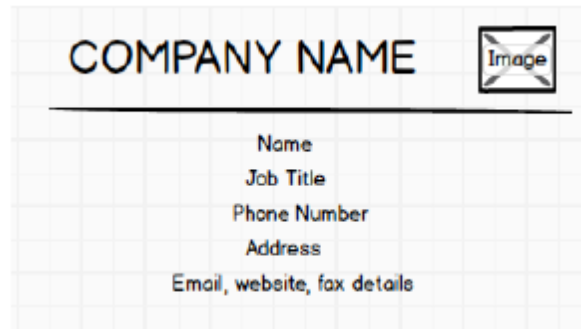 COMPANY NAME
Image
Name
Job Title
Phone Number
Address
Email, website, fax details